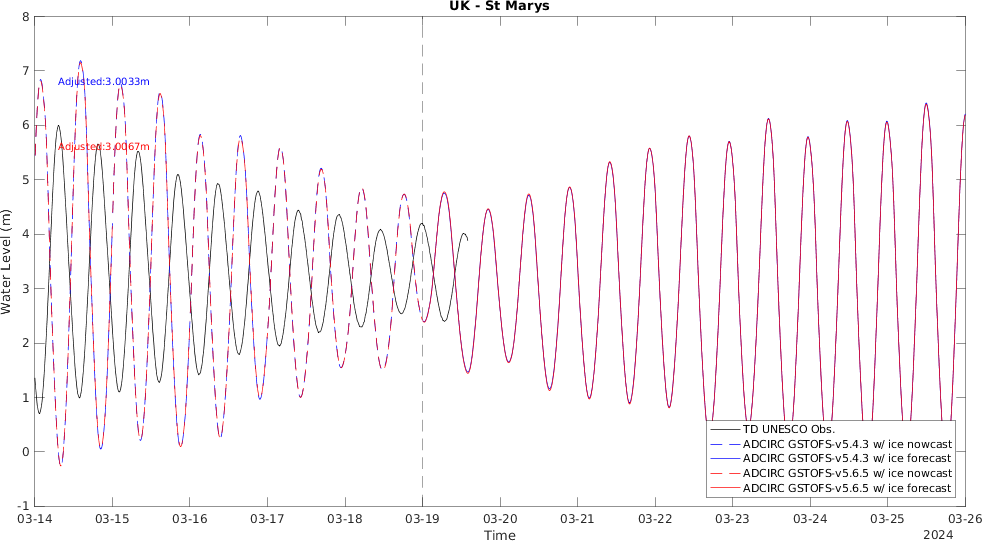 UK - St Marys
8
7
6
5
4
3
2
1
0
-1
Water Level (m)
Adjusted:3.0033m
Adjusted:3.0067m
TD UNESCO Obs.
ADCIRC GSTOFS-v5.4.3 w/ ice nowcast
ADCIRC GSTOFS-v5.4.3 w/ ice forecast
ADCIRC GSTOFS-v5.6.5 w/ ice nowcast
ADCIRC GSTOFS-v5.6.5 w/ ice forecast
03-14 03-15 03-16 03-17 03-18 03-19 03-20 03-21 03-22 03-23 03-24 03-25 03-26
Time
2024